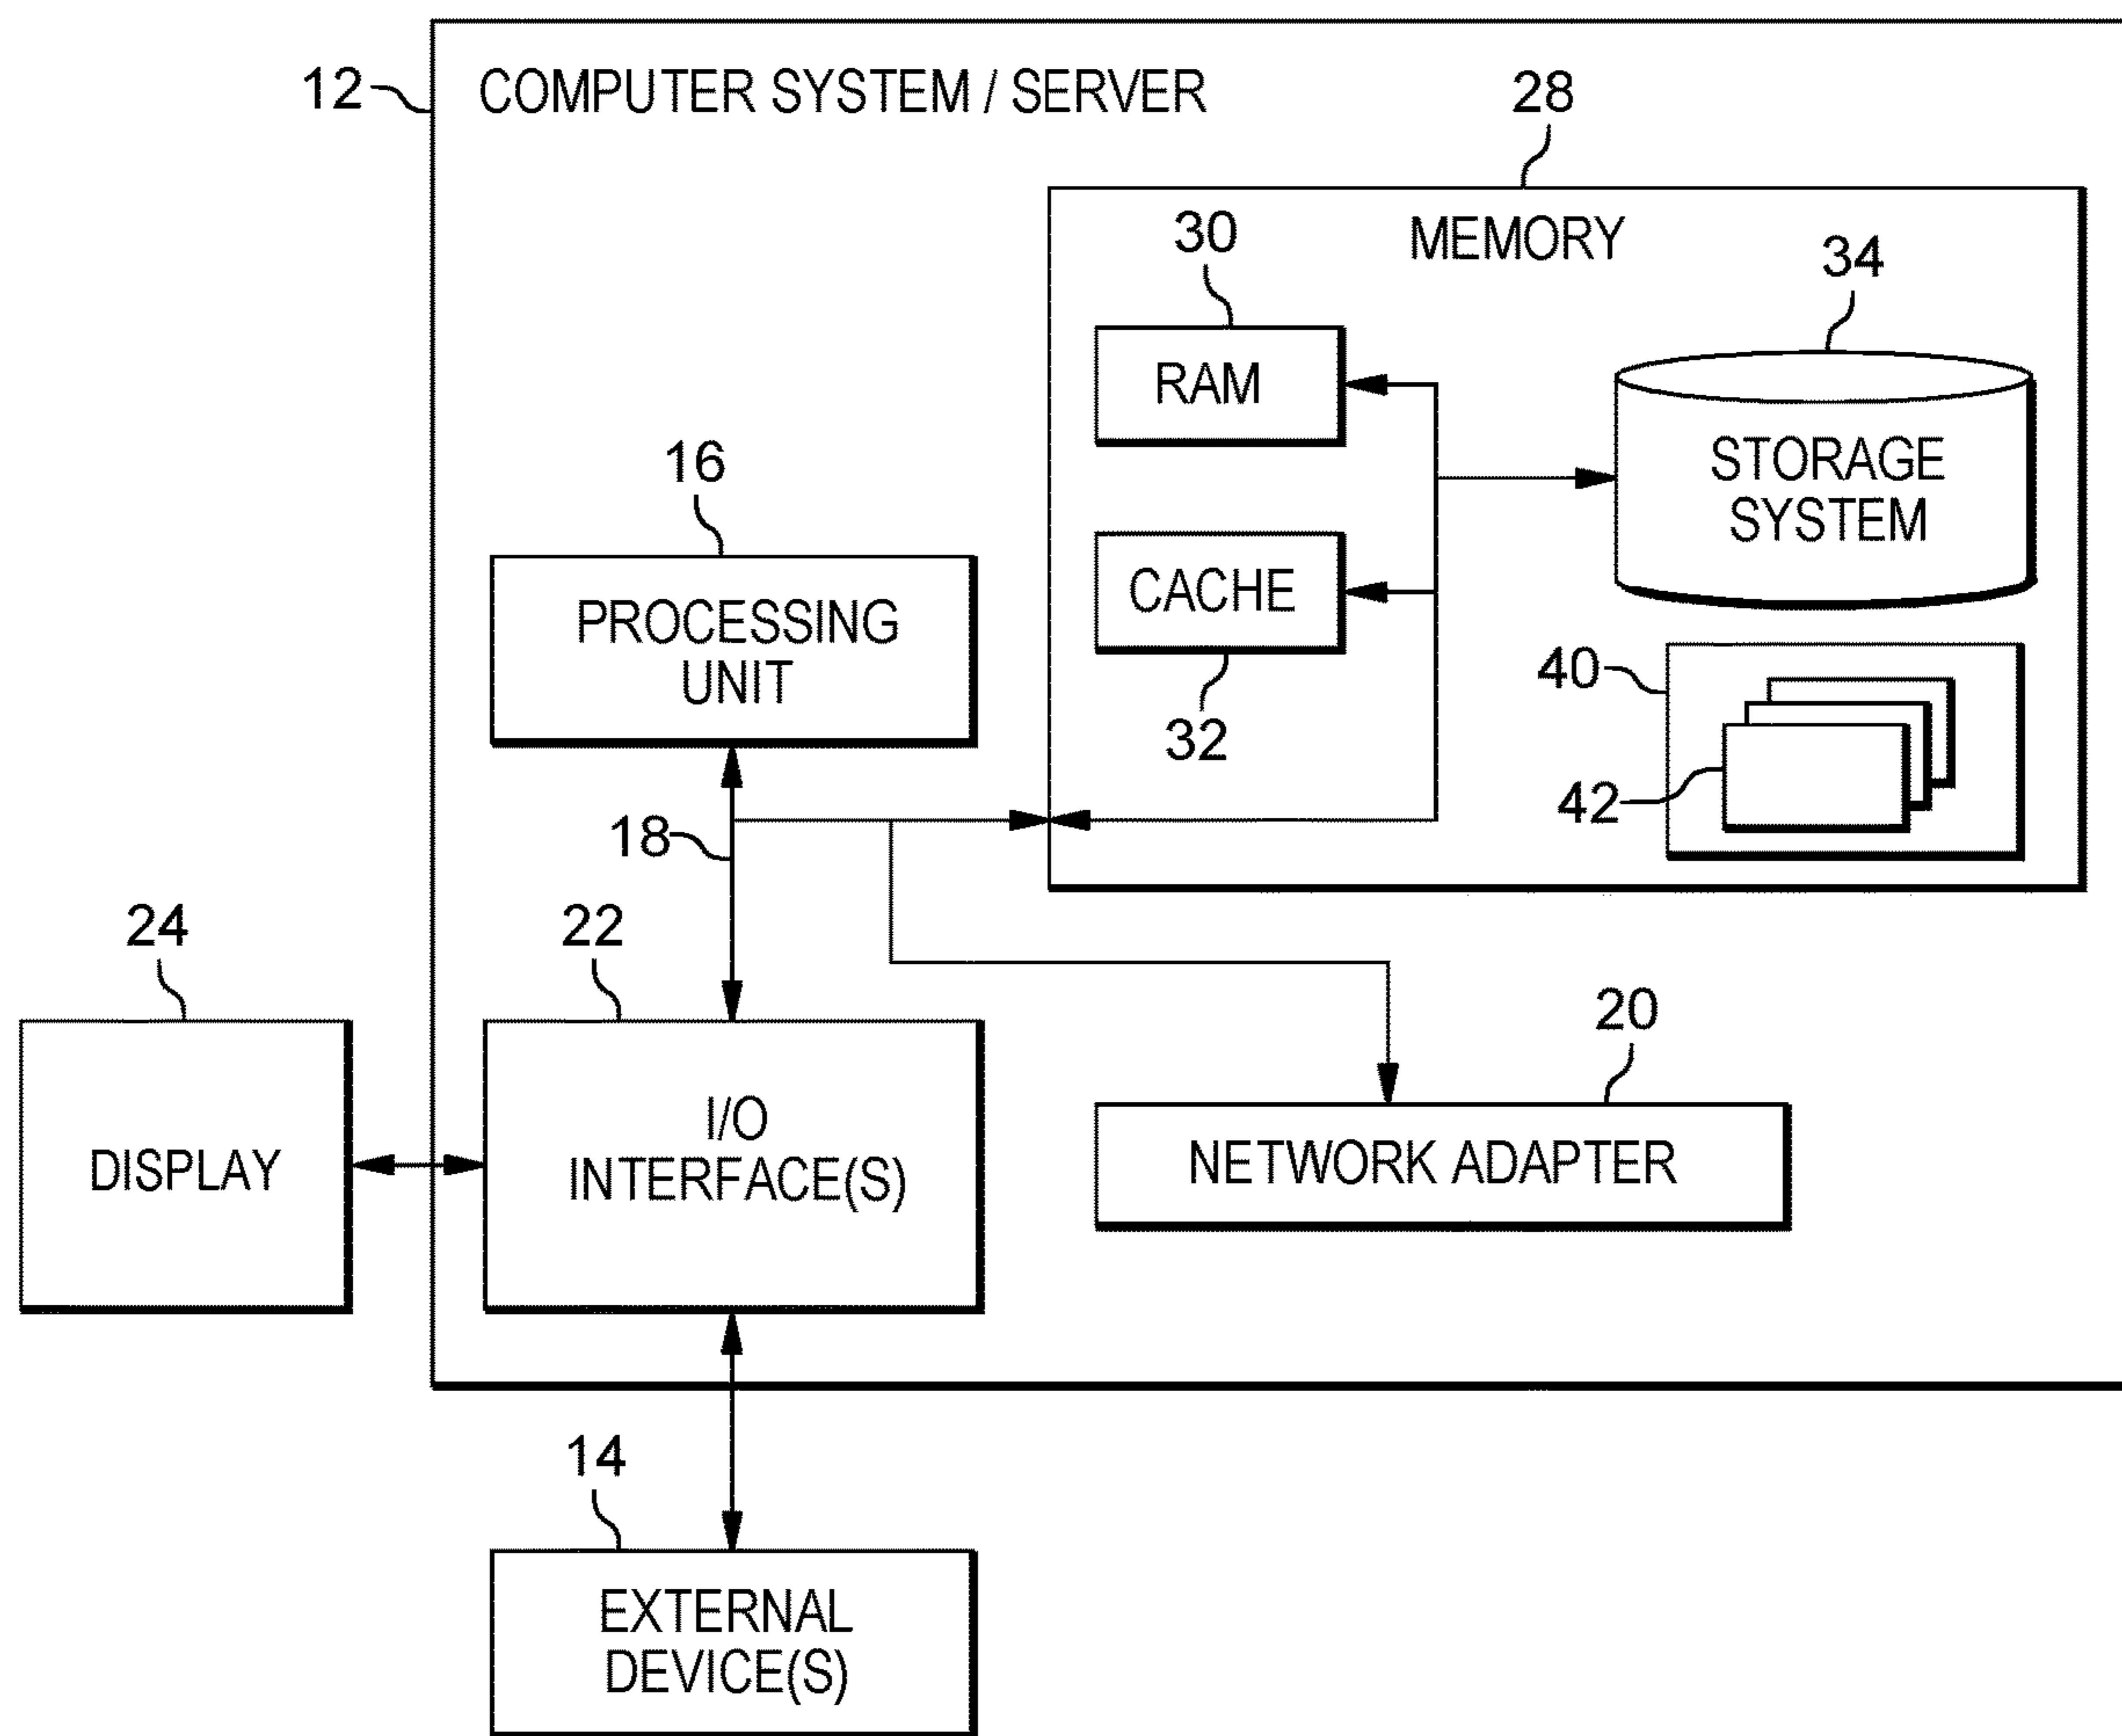 12
COMPUTER SYSTEM / SERVER
28
MEMORY
30
34
RAM
STORAGE
SYSTEM
16
PROCESSING
UNIT
CACHE
32
40
42
18
24
22
20
DISPLAY
I/O
INTERFACE(S)
NETWORK ADAPTER
14
EXTERNAL
DEVICE(S)